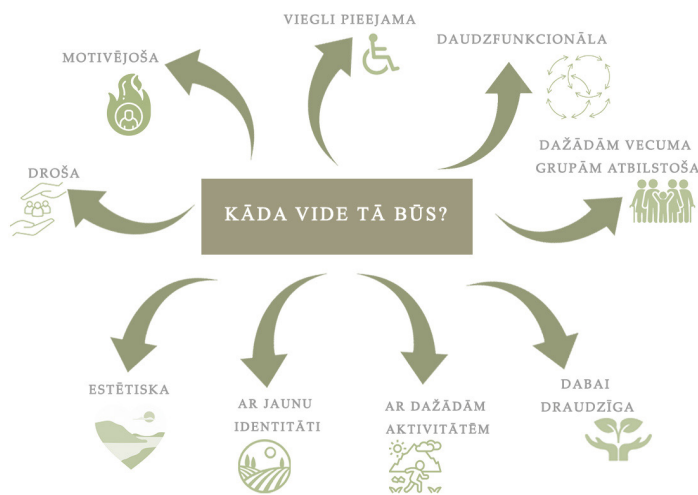 VIEGLI PIEEJAMA
MOTIVĒJOŠA
DAUDZFUNKCIONĀLA
DAŽĀDĀM VECUMA
GRUPĀM ATBILSTOŠA
DROŠA
KĀDA VIDE TĀ BŪS?
ESTĒTISKA
AR JAUNU
IDENTITĀTI
AR DAŽĀDĀM
AKTIVITĀTĒM
DABAI
DRAUDZĪGA